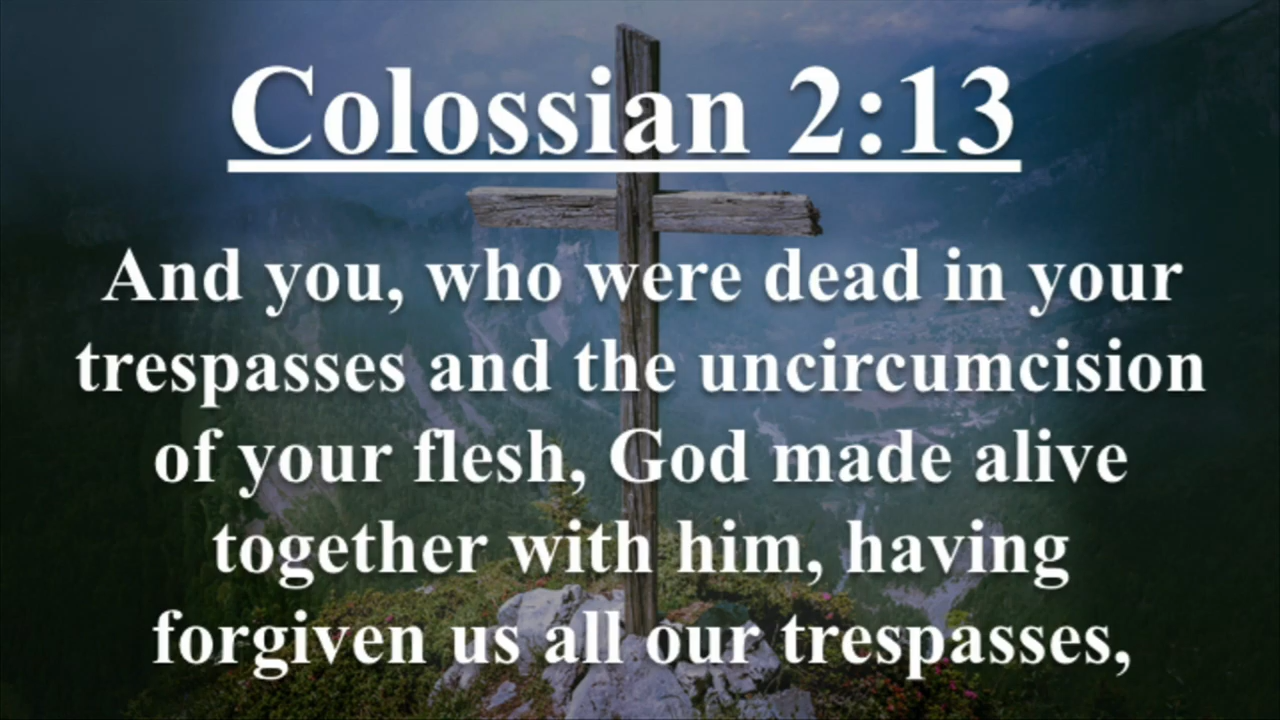 Colossian 2:13
And you, who were dead in your
trespasses and the uncircumcision
of your flesh, God made alive
together with him, having
forgiven us all our trespasses,